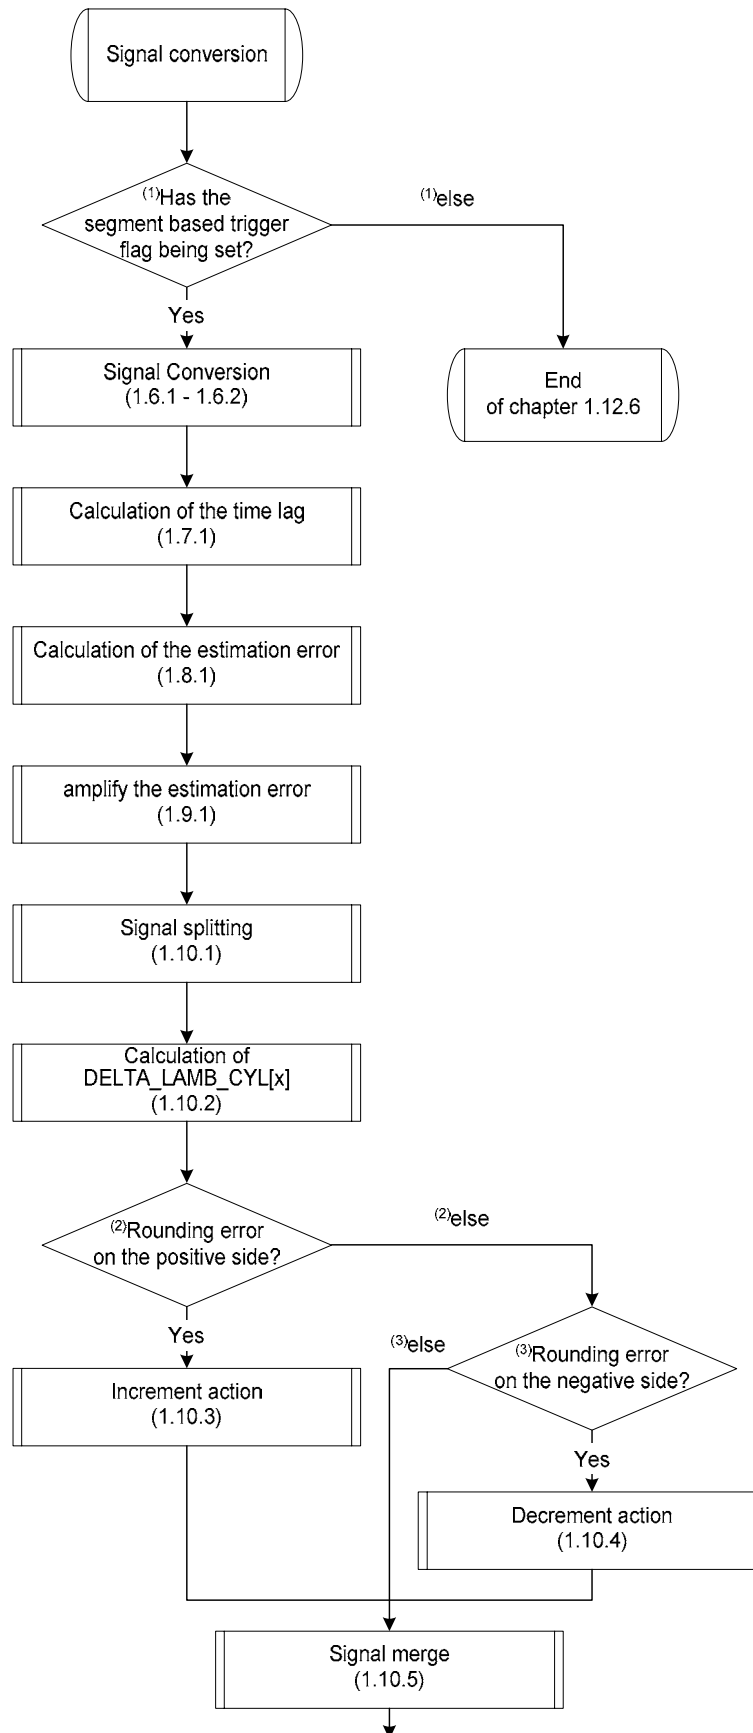 Signal conversion
(1)Has the
segment based trigger
flag being set?
(1)else
Yes
Signal Conversion
(1.6.1 - 1.6.2)
End
of chapter 1.12.6
Calculation of the time lag
(1.7.1)
Calculation of the estimation error
(1.8.1)
amplify the estimation error
(1.9.1)
Signal splitting
(1.10.1)
Calculation of
DELTA_LAMB_CYL[x]
(1.10.2)
(2)Rounding error
on the positive side?
(2)else
Yes
(3)else
(3)Rounding error
on the negative side?
Increment action
(1.10.3)
Yes
Decrement action
(1.10.4)
Signal merge
(1.10.5)